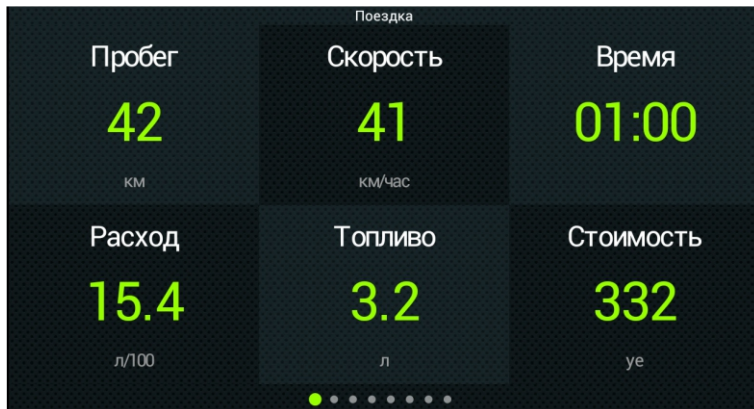 Поездка
Пробег Скорость Время
42 41 01:00
км км/час
Расход Топливо Стоимость
15.4 3.2 332
л/100 л уе